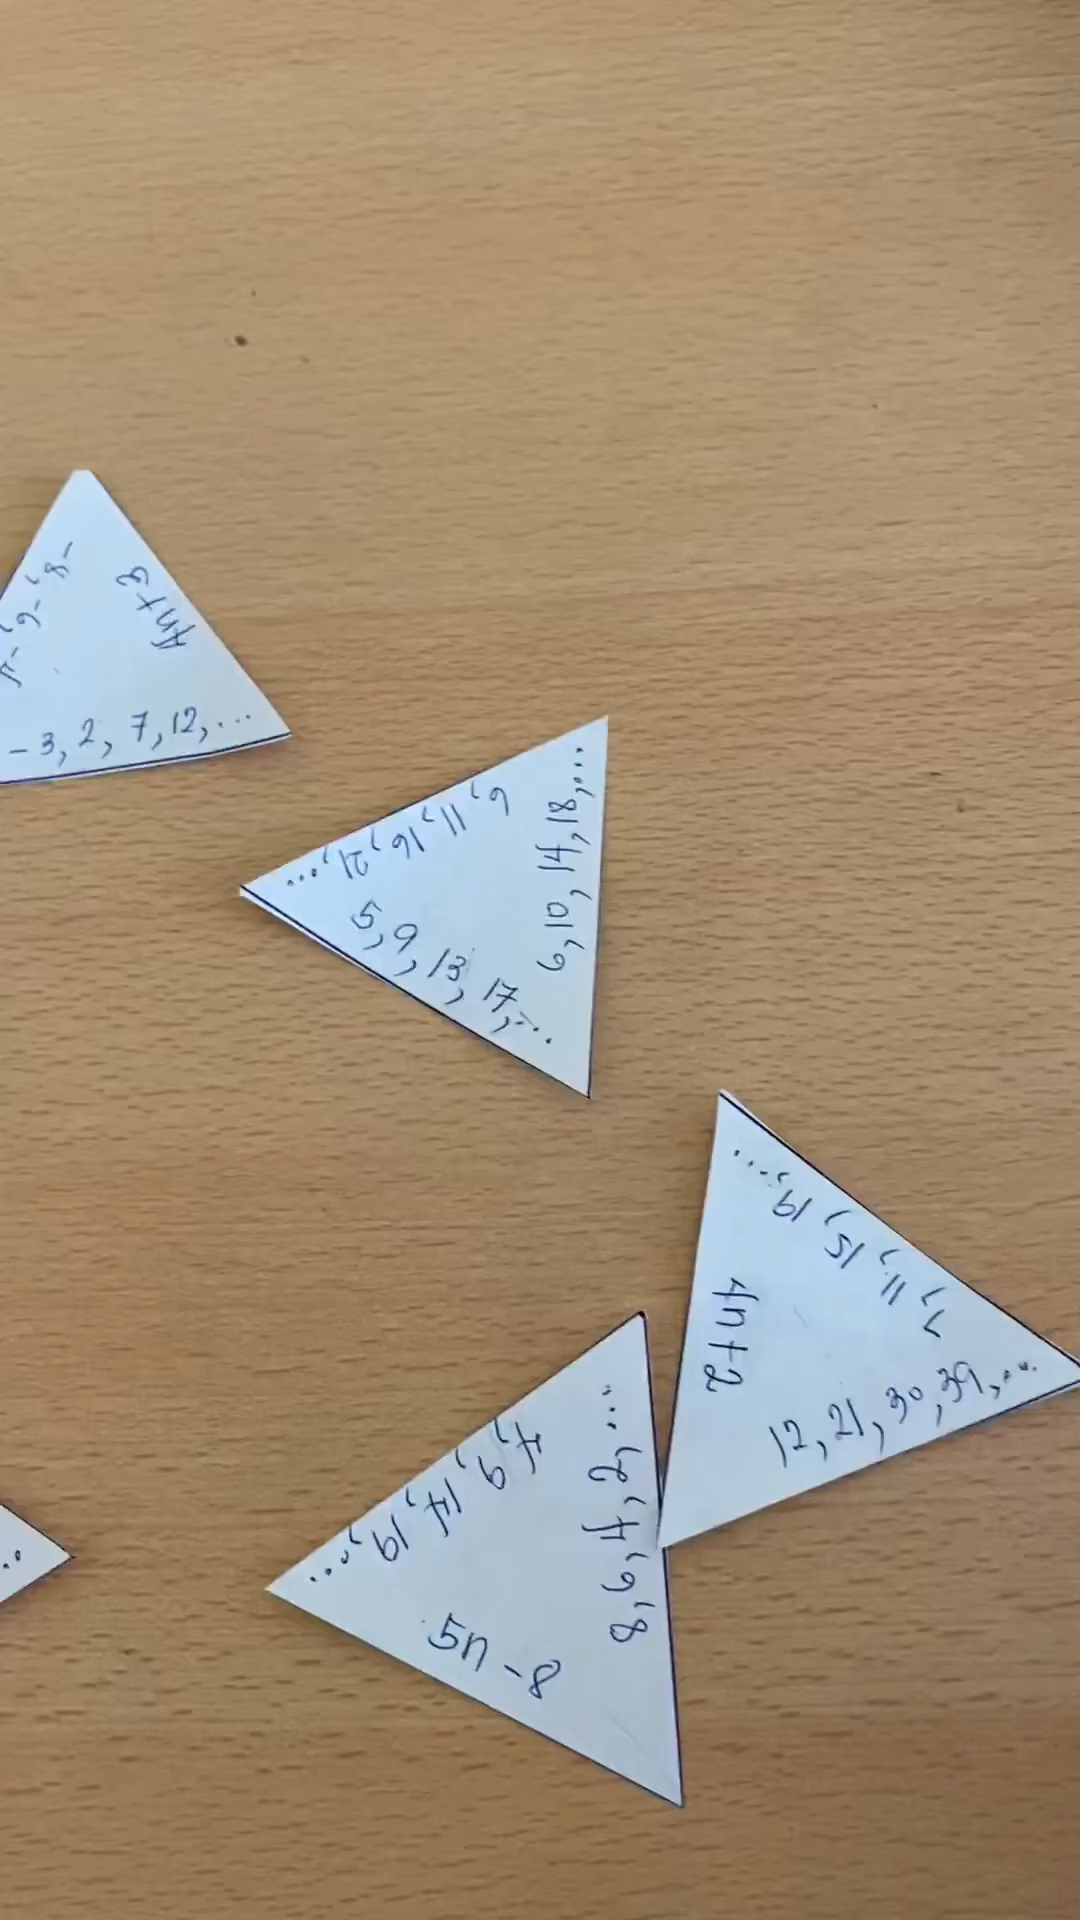 -8, -6, -
4n+3
-3, 2, 7, 12, ...
6, 11, 16, 21, ...
6, 10, 14, 18, ...
5, 9, 13, 17, ...
7, 11, 15, 19, ...
4n+2
12, 21, 30, 39, ...
4, 9, 14, 19, ...
8, 6, 4, 2, ...
5n - 8
..